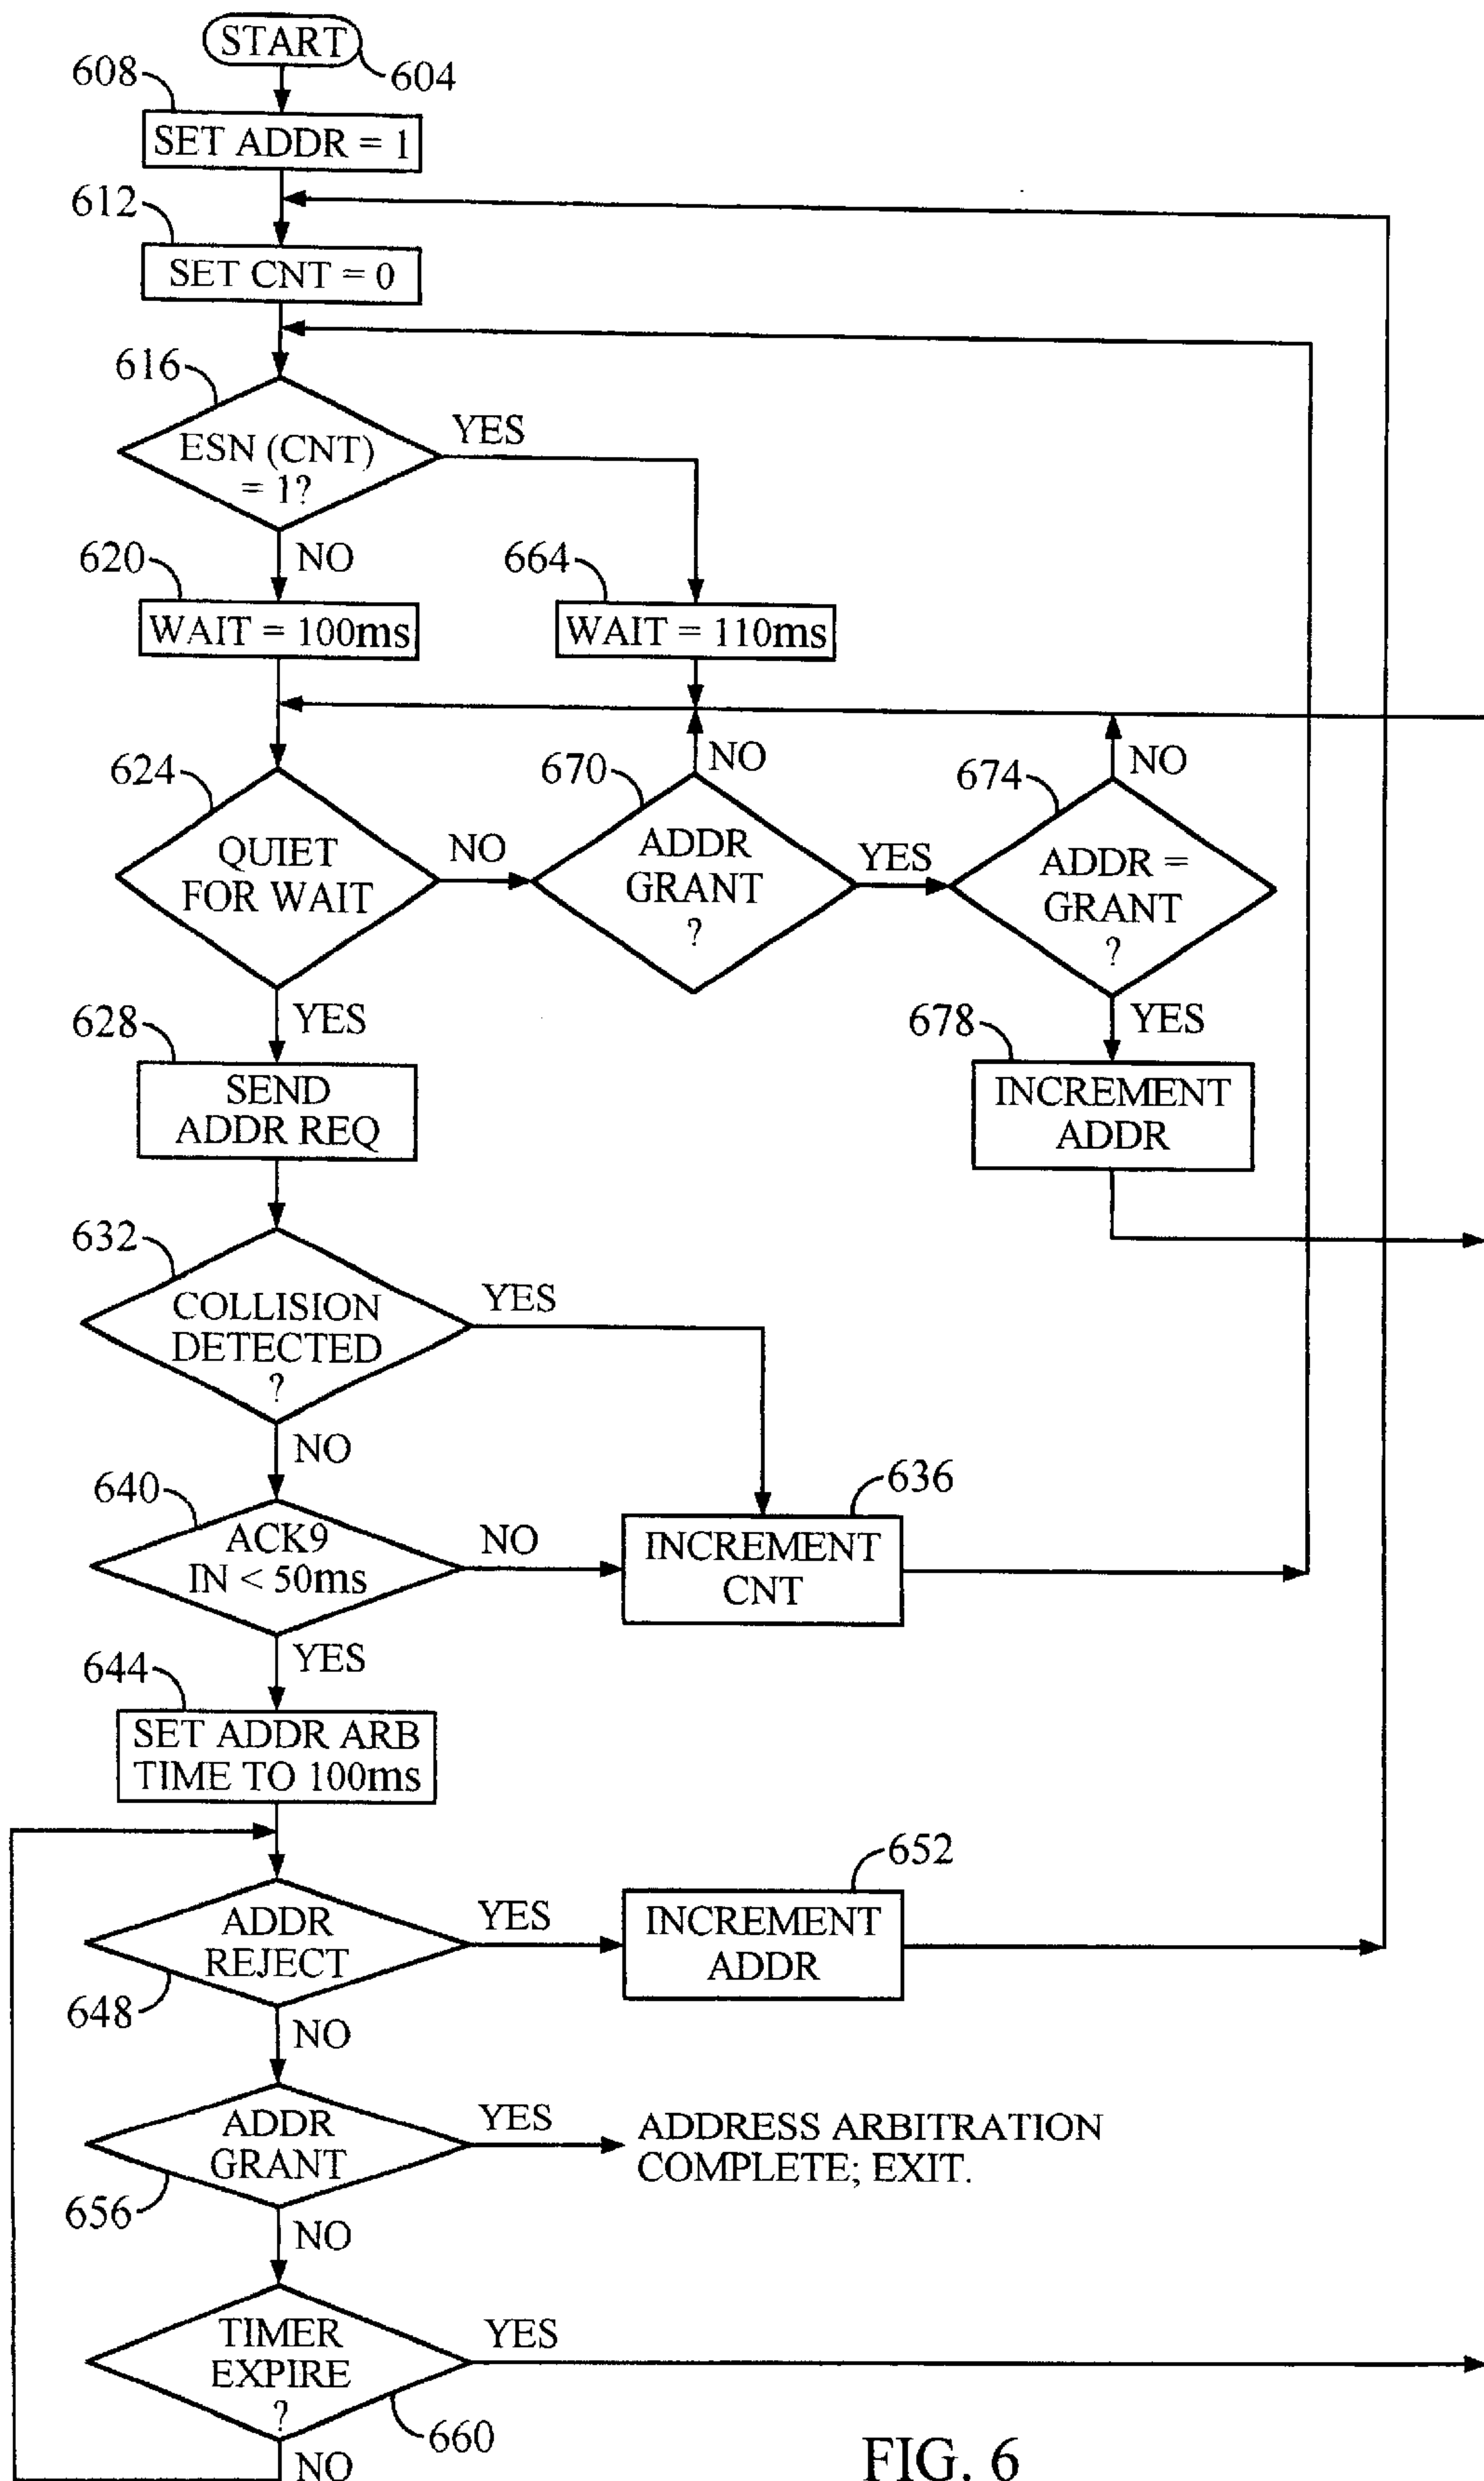 START
604
608
SET ADDR = 1
612
SET CNT = 0
616
ESN (CNT)
= 1?
YES
NO
620
WAIT = 100ms
664
WAIT = 110ms
624
QUIET
FOR WAIT
NO
670
ADDR
GRANT
?
NO
YES
674
ADDR =
GRANT
?
NO
YES
678
INCREMENT
ADDR
YES
628
SEND
ADDR REQ
632
COLLISION
DETECTED
?
YES
NO
640
ACK9
IN < 50ms
NO
636
INCREMENT
CNT
YES
644
SET ADDR ARB
TIME TO 100ms
ADDR
REJECT
648
YES
652
INCREMENT
ADDR
NO
ADDR
GRANT
656
YES
ADDRESS ARBITRATION
COMPLETE; EXIT.
NO
TIMER
EXPIRE
?
YES
660
NO
FIG. 6